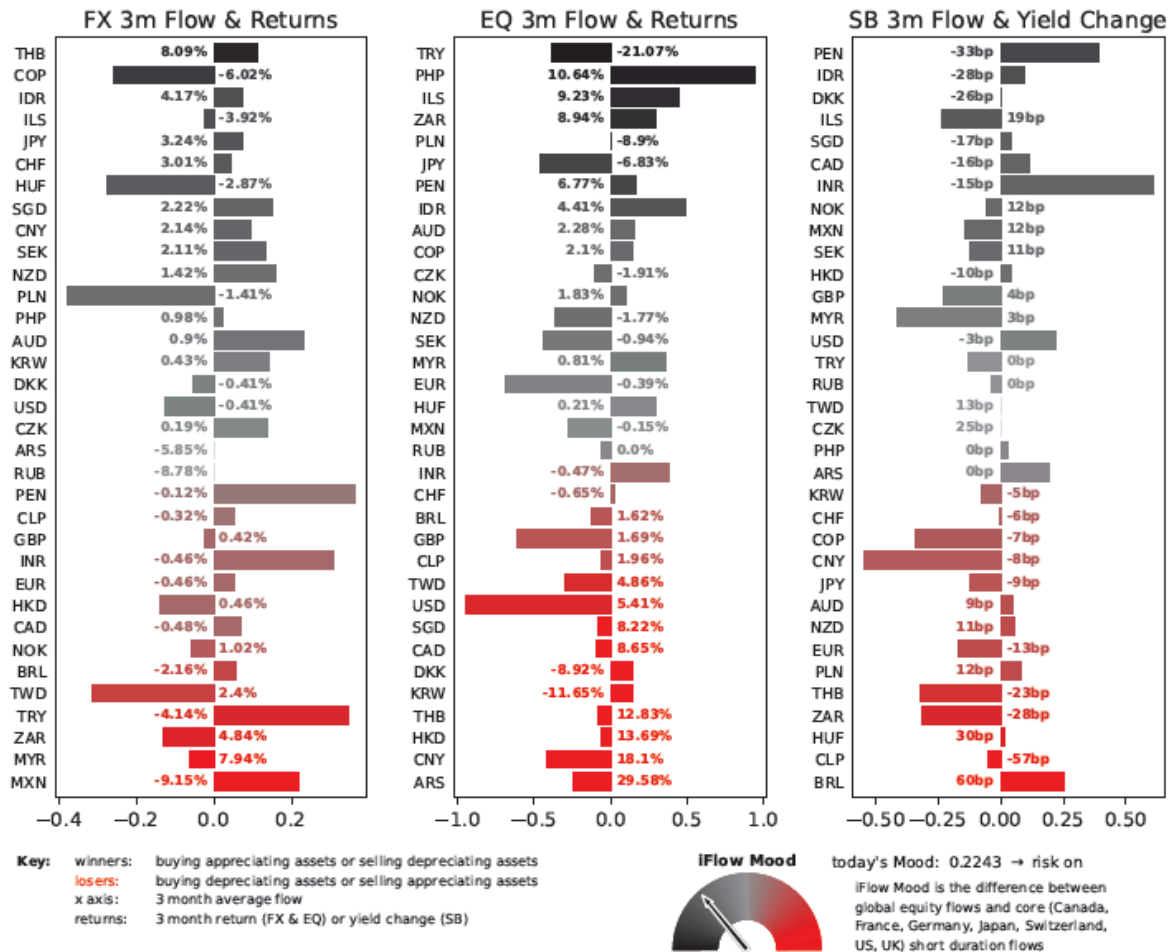 FX 3m Flow & Returns
THB 8.09%
COP -6.02%
IDR 4.17%
ILS -3.92%
JPY 3.24%
CHF 3.01%
HUF -2.87%
SGD 2.22%
CNY 2.14%
SEK 2.11%
NZD 1.42%
PLN -1.41%
PHP 0.98%
AUD 0.9%
KRW 0.43%
DKK -0.41%
USD -0.41%
CZK 0.19%
ARS -5.85%
RUB -8.78%
PEN -0.12%
CLP -0.32%
GBP 0.42%
INR -0.46%
EUR -0.46%
HKD 0.46%
CAD -0.48%
NOK 1.02%
BRL -2.16%
TWD 2.4%
TRY -4.14%
ZAR 4.84%
MYR 7.94%
MXN -9.15%
−0.4 −0.2 0.0 0.2
EQ 3m Flow & Returns
TRY -21.07%
PHP 10.64%
ILS 9.23%
ZAR 8.94%
PLN -8.9%
JPY -6.83%
PEN 6.77%
IDR 4.41%
AUD 2.28%
COP 2.1%
CZK -1.91%
NOK 1.83%
NZD -1.77%
SEK -0.94%
MYR 0.81%
EUR -0.39%
HUF 0.21%
MXN -0.15%
RUB 0.0%
INR -0.47%
CHF -0.65%
BRL 1.62%
GBP 1.69%
CLP 1.96%
TWD 4.86%
USD 5.41%
SGD 8.22%
CAD 8.65%
DKK -8.92%
KRW -11.65%
THB 12.83%
HKD 13.69%
CNY 18.1%
ARS 29.58%
−1.0 −0.5 0.0 0.5 1.0
SB 3m Flow & Yield Change
PEN -33bp
IDR -28bp
DKK -26bp
ILS 19bp
SGD -17bp
CAD -16bp
INR -15bp
NOK 12bp
MXN 12bp
SEK 11bp
HKD -10bp
GBP 4bp
MYR 3bp
USD -3bp
TRY 0bp
RUB 0bp
TWD 13bp
CZK 25bp
PHP 0bp
ARS 0bp
KRW -5bp
CHF -6bp
COP -7bp
CNY -8bp
JPY -9bp
AUD 9bp
NZD 11bp
EUR -13bp
PLN 12bp
THB -23bp
ZAR -28bp
HUF 30bp
CLP -57bp
BRL 60bp
−0.50 −0.25 0.00 0.25 0.50
Key: winners: buying appreciating assets or selling depreciating assets
losers: buying depreciating assets or selling appreciating assets
x axis: 3 month average flow
returns: 3 month return (FX & EQ) or yield change (SB)
iFlow Mood
today's Mood: 0.2243 → risk on
iFlow Mood is the difference between
global equity flows and core (Canada,
France, Germany, Japan, Switzerland,
US, UK) short duration flows